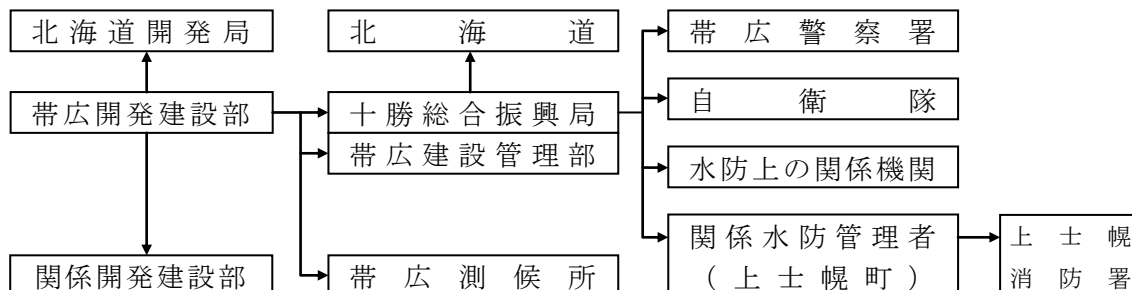 北海道開発局
北海道
帯広警察署
帯広開発建設部
十勝総合振興局
自衛隊
帯広建設管理部
水防上の関係機関
関係水防管理者
(上士幌町)
上士幌
消防署
関係開発建設部
帯広測候所